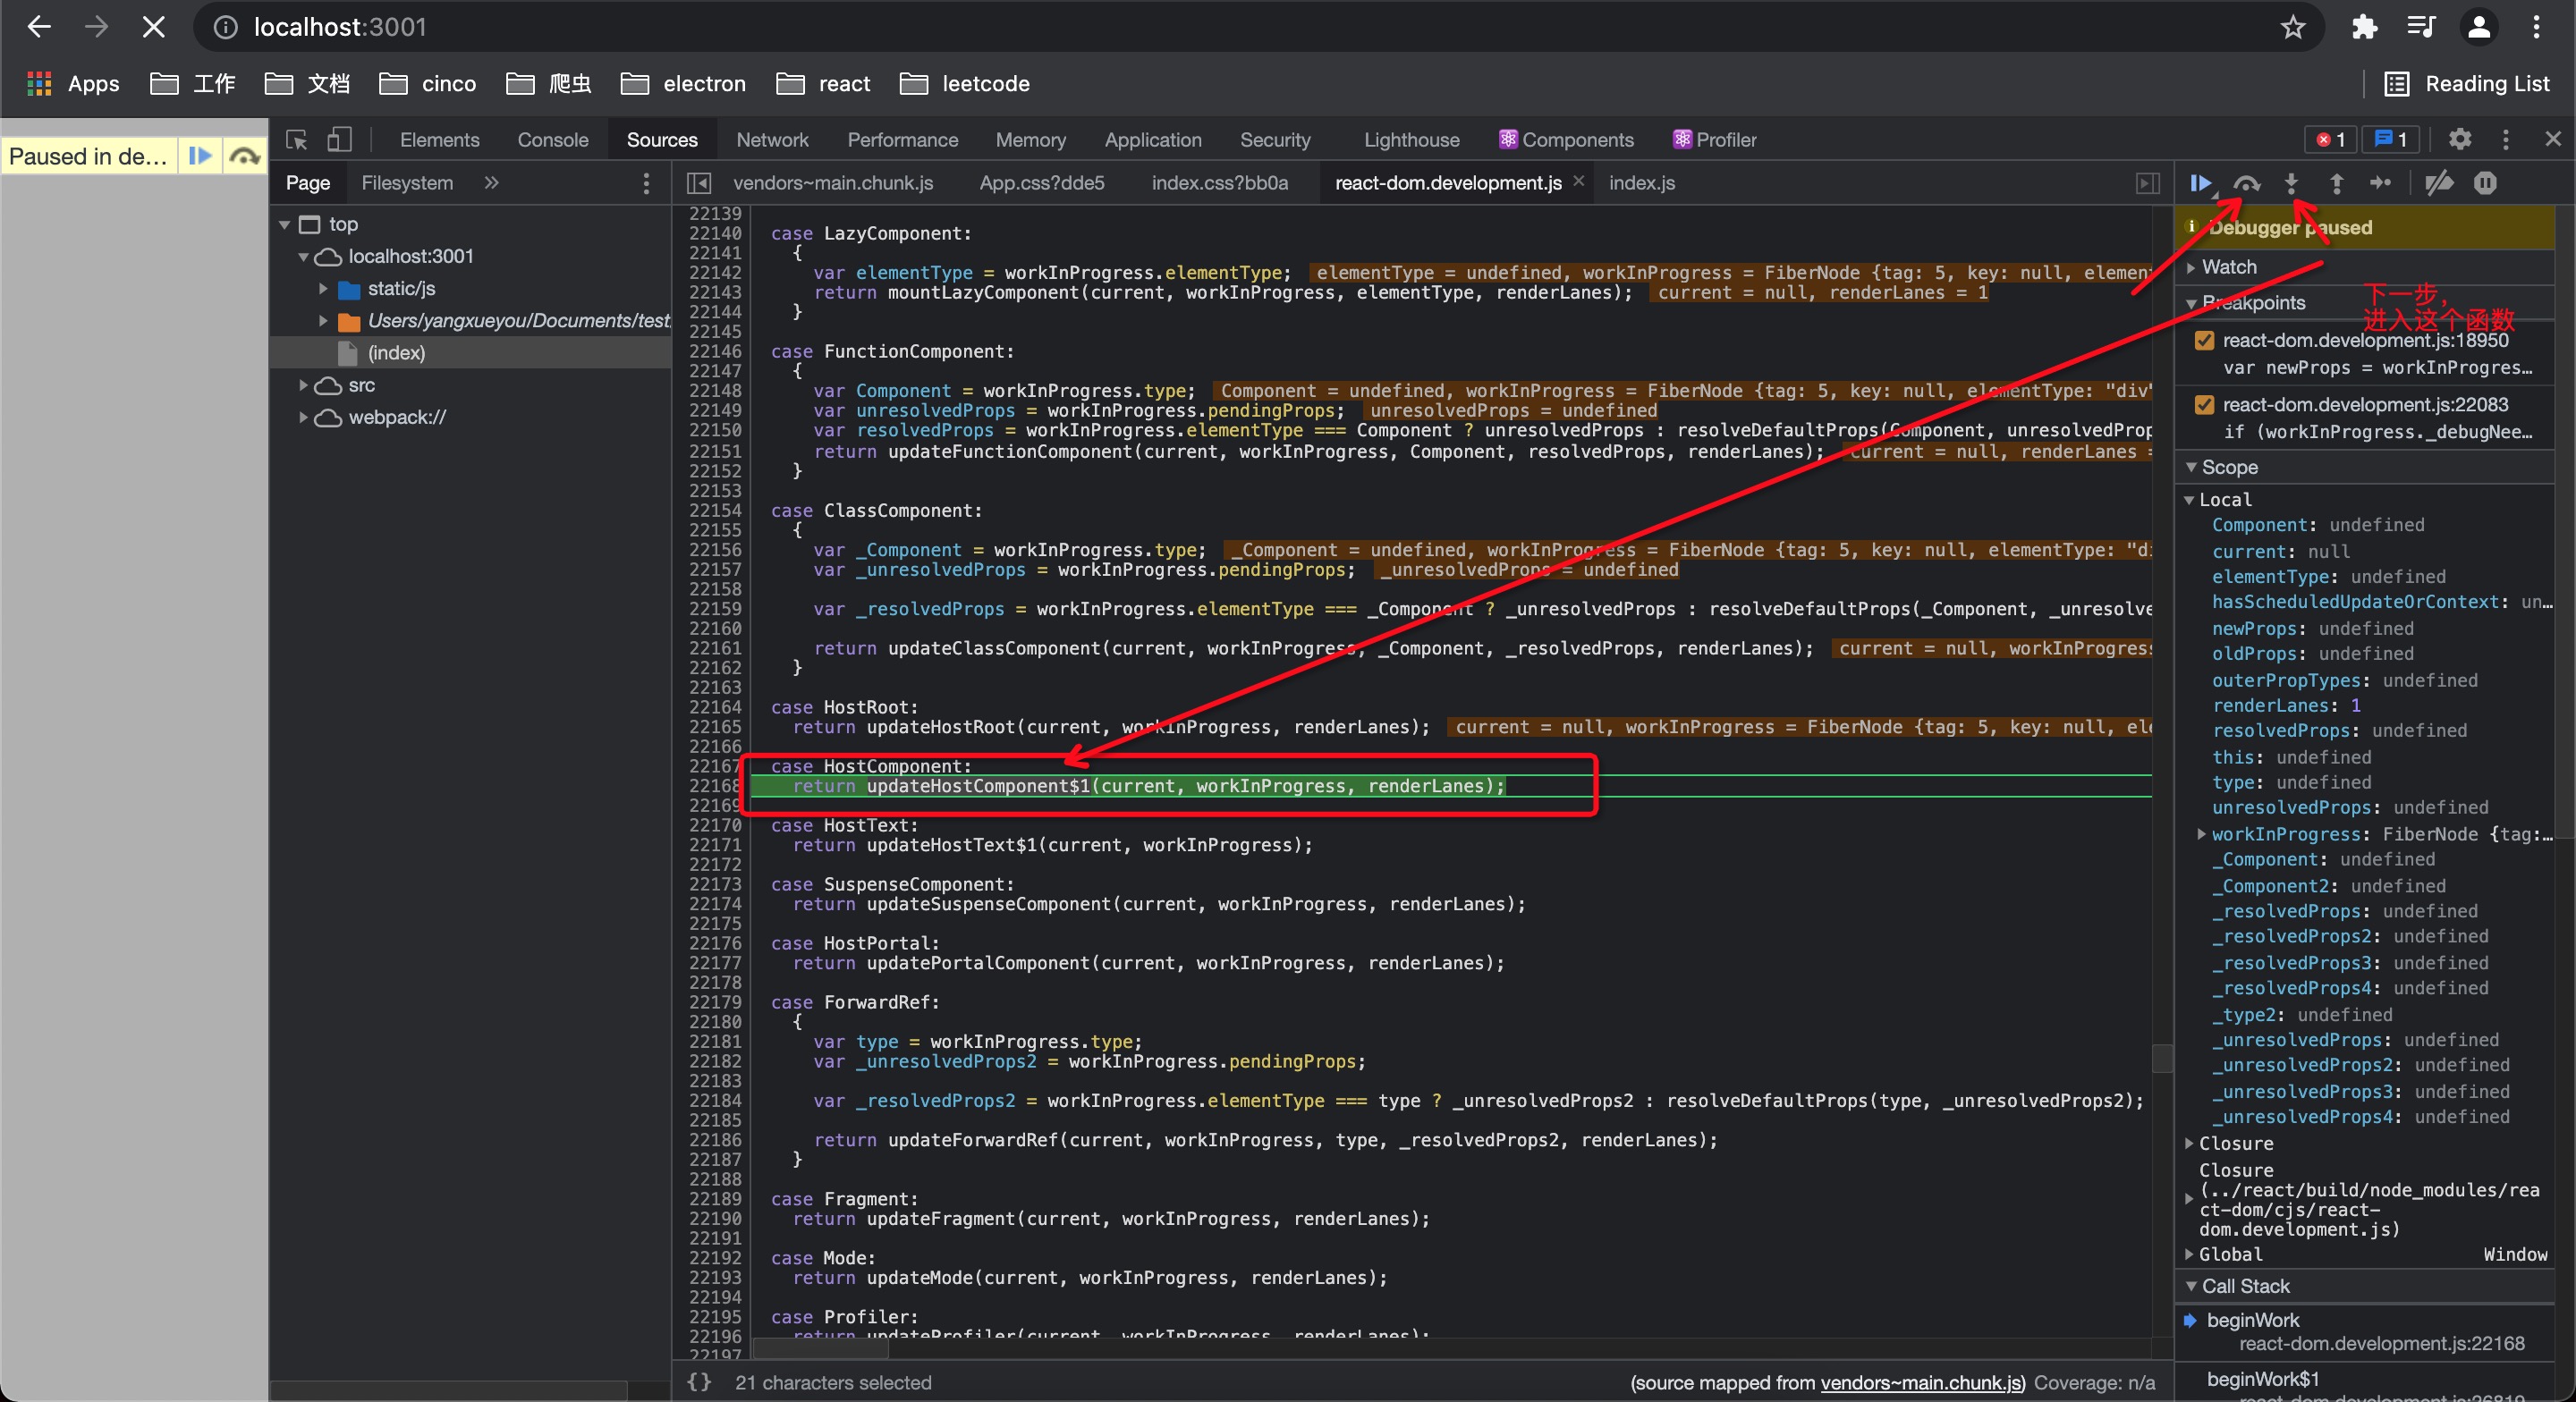 localhost:3001
Apps 工作 文档 cinco 爬虫 electron react leetcode Reading List
Paused in de...
Elements Console Sources Network Performance Memory Application Security Lighthouse Components Profiler 1 1
Page Filesystem »
vendors~main.chunk.js App.css?dde5 index.css?bb0a react-dom.development.js × index.js
top
localhost:3001
static/js
Users/yangxueyou/Documents/test
(index)
src
webpack://
22139
22140 case LazyComponent:
22141 {
22142 var elementType = workInProgress.elementType; elementType = undefined, workInProgress = FiberNode {tag: 5, key: null, elemen
22143 return mountLazyComponent(current, workInProgress, elementType, renderLanes); current = null, renderLanes = 1
22144 }
22145
22146 case FunctionComponent:
22147 {
22148 var Component = workInProgress.type; Component = undefined, workInProgress = FiberNode {tag: 5, key: null, elementType: "div"
22149 var unresolvedProps = workInProgress.pendingProps; unresolvedProps = undefined
22150 var resolvedProps = workInProgress.elementType === Component ? unresolvedProps : resolveDefaultProps(Component, unresolvedProp
22151 return updateFunctionComponent(current, workInProgress, Component, resolvedProps, renderLanes); current = null, renderLanes =
22152 }
22153
22154 case ClassComponent:
22155 {
22156 var _Component = workInProgress.type; _Component = undefined, workInProgress = FiberNode {tag: 5, key: null, elementType: "di
22157 var _unresolvedProps = workInProgress.pendingProps; _unresolvedProps = undefined
22158
22159 var _resolvedProps = workInProgress.elementType === _Component ? _unresolvedProps : resolveDefaultProps(_Component, _unresolve
22160
22161 return updateClassComponent(current, workInProgress, _Component, _resolvedProps, renderLanes); current = null, workInProgress
22162 }
22163
22164 case HostRoot:
22165 return updateHostRoot(current, workInProgress, renderLanes); current = null, workInProgress = FiberNode {tag: 5, key: null, el
22166
22167 case HostComponent:
22168 return updateHostComponent$1(current, workInProgress, renderLanes);
22169
22170 case HostText:
22171 return updateHostText$1(current, workInProgress);
22172
22173 case SuspenseComponent:
22174 return updateSuspenseComponent(current, workInProgress, renderLanes);
22175
22176 case HostPortal:
22177 return updatePortalComponent(current, workInProgress, renderLanes);
22178
22179 case ForwardRef:
22180 {
22181 var type = workInProgress.type;
22182 var _unresolvedProps2 = workInProgress.pendingProps;
22183
22184 var _resolvedProps2 = workInProgress.elementType === type ? _unresolvedProps2 : resolveDefaultProps(type, _unresolvedProps2);
22185
22186 return updateForwardRef(current, workInProgress, type, _resolvedProps2, renderLanes);
22187 }
22188
22189 case Fragment:
22190 return updateFragment(current, workInProgress, renderLanes);
22191
22192 case Mode:
22193 return updateMode(current, workInProgress, renderLanes);
22194
22195 case Profiler:
22196 return updateProfiler(current, workInProgress, renderLanes);
22197
{} 21 characters selected (source mapped from vendors~main.chunk.js) Coverage: n/a
Debugger paused
Watch
下一步，
Breakpoints
进入这个函数
react-dom.development.js:18950
var newProps = workInProgres...
react-dom.development.js:22083
if (workInProgress._debugNee...
Scope
Local
Component: undefined
current: null
elementType: undefined
hasScheduledUpdateOrContext: un...
newProps: undefined
oldProps: undefined
outerPropTypes: undefined
renderLanes: 1
resolvedProps: undefined
this: undefined
type: undefined
unresolvedProps: undefined
workInProgress: FiberNode {tag:...
_Component: undefined
_Component2: undefined
_resolvedProps: undefined
_resolvedProps2: undefined
_resolvedProps3: undefined
_resolvedProps4: undefined
_type2: undefined
_unresolvedProps: undefined
_unresolvedProps2: undefined
_unresolvedProps3: undefined
_unresolvedProps4: undefined
Closure
Closure
(../react/build/node_modules/rea
ct-dom/cjs/react-
dom.development.js)
Global Window
Call Stack
beginWork
react-dom.development.js:22168
beginWork$1
react-dom.development.js:26819